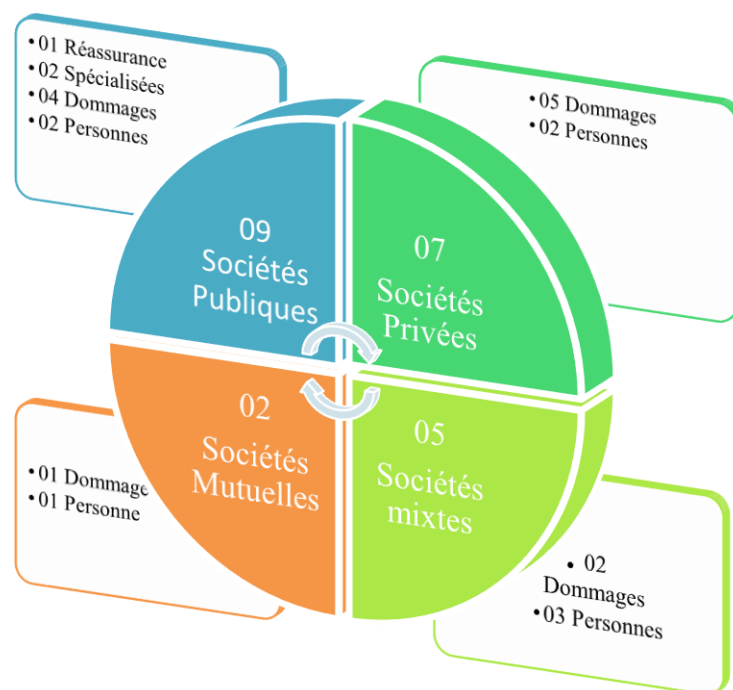 • 01 Réassurance
• 02 Spécialisées
• 04 Dommages
• 02 Personnes
• 05 Dommages
• 02 Personnes
09
Sociétés
Publiques
07
Sociétés
Privées
02
Sociétés
Mutuelles
05
Sociétés
mixtes
• 01 Dommage
• 01 Personne
• 02
Dommages
• 03 Personnes